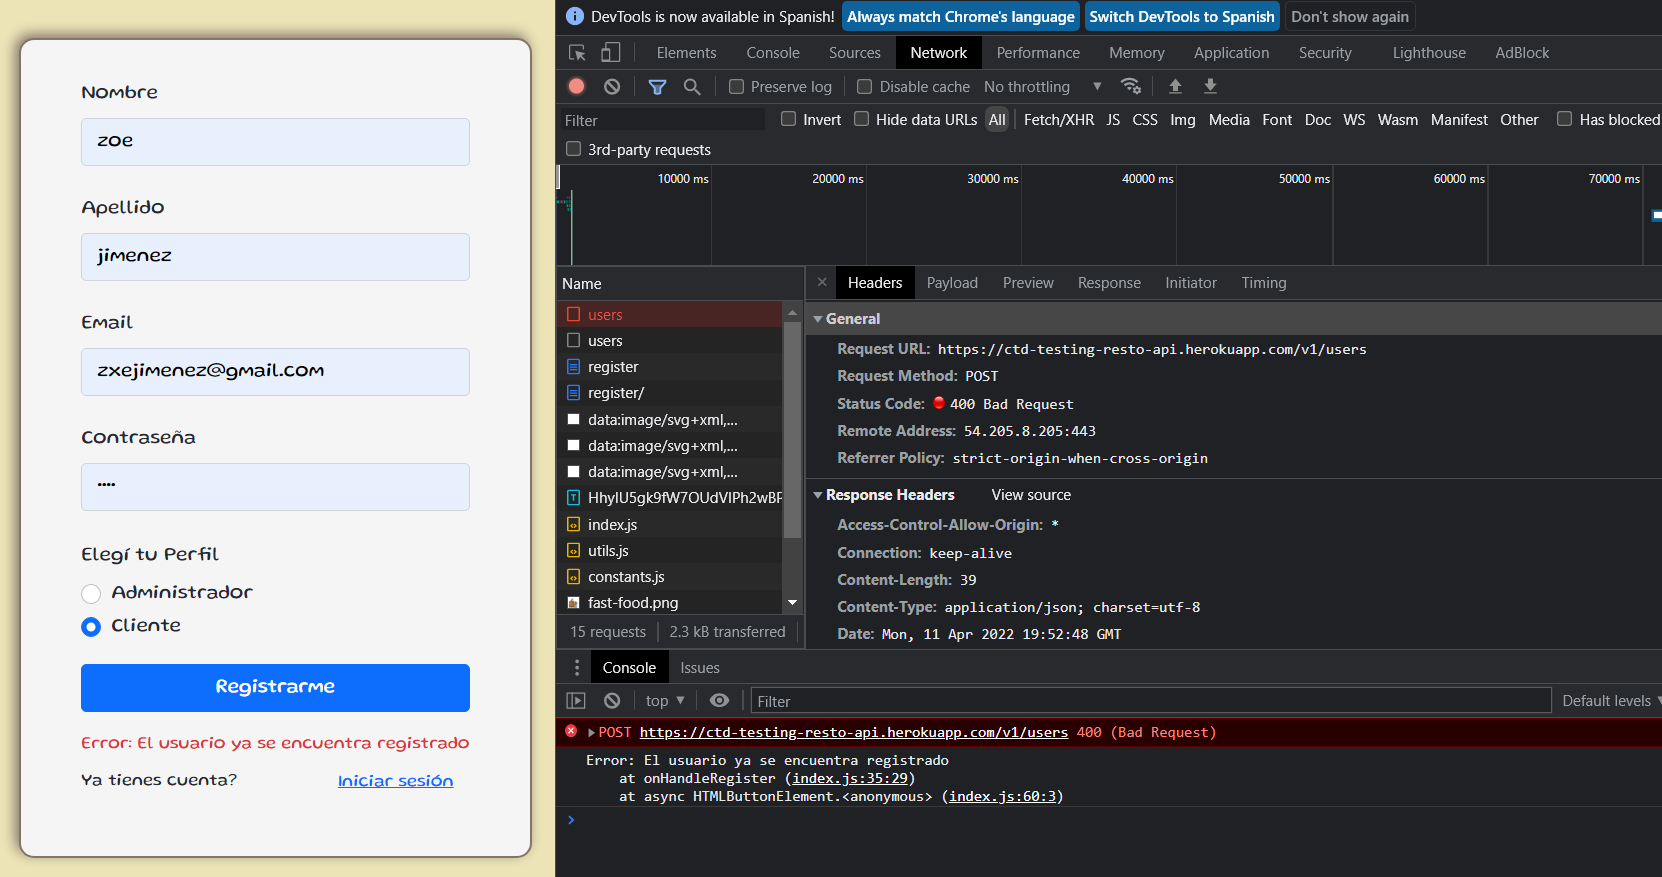 Nombre
zoe
Apellido
jimenez
Email
zxejimenez@gmail.com
Contraseña
Elegí tu Perfil
Administrador
Cliente
Registrarme
Error: El usuario ya se encuentra registrado
Ya tienes cuenta? Iniciar sesión
DevTools is now available in Spanish! Always match Chrome's language Switch DevTools to Spanish Don't show again
Elements Console Sources Network Performance Memory Application Security Lighthouse AdBlock
Preserve log Disable cache No throttling
Filter Invert Hide data URLs All Fetch/XHR JS CSS Img Media Font Doc WS Wasm Manifest Other Has blocked
3rd-party requests
10000 ms 20000 ms 30000 ms 40000 ms 50000 ms 60000 ms 70000 ms
Name
users
users
register
register/
data:image/svg+xml,...
data:image/svg+xml,...
data:image/svg+xml,...
index.js
utils.js
constants.js
fast-food.png
15 requests 2.3 kB transferred
Headers Payload Preview Response Initiator Timing
General
Request URL: https://ctd-testing-resto-api.herokuapp.com/v1/users
Request Method: POST
Status Code: 400 Bad Request
Remote Address: 54.205.8.205:443
Referrer Policy: strict-origin-when-cross-origin
Response Headers View source
Access-Control-Allow-Origin: *
Connection: keep-alive
Content-Length: 39
Content-Type: application/json; charset=utf-8
Date: Mon, 11 Apr 2022 19:52:48 GMT
Console Issues
top Filter Default levels
POST https://ctd-testing-resto-api.herokuapp.com/v1/users 400 (Bad Request)
Error: El usuario ya se encuentra registrado
at onHandleRegister (index.js:35:29)
at async HTMLButtonElement.<anonymous> (index.js:60:3)